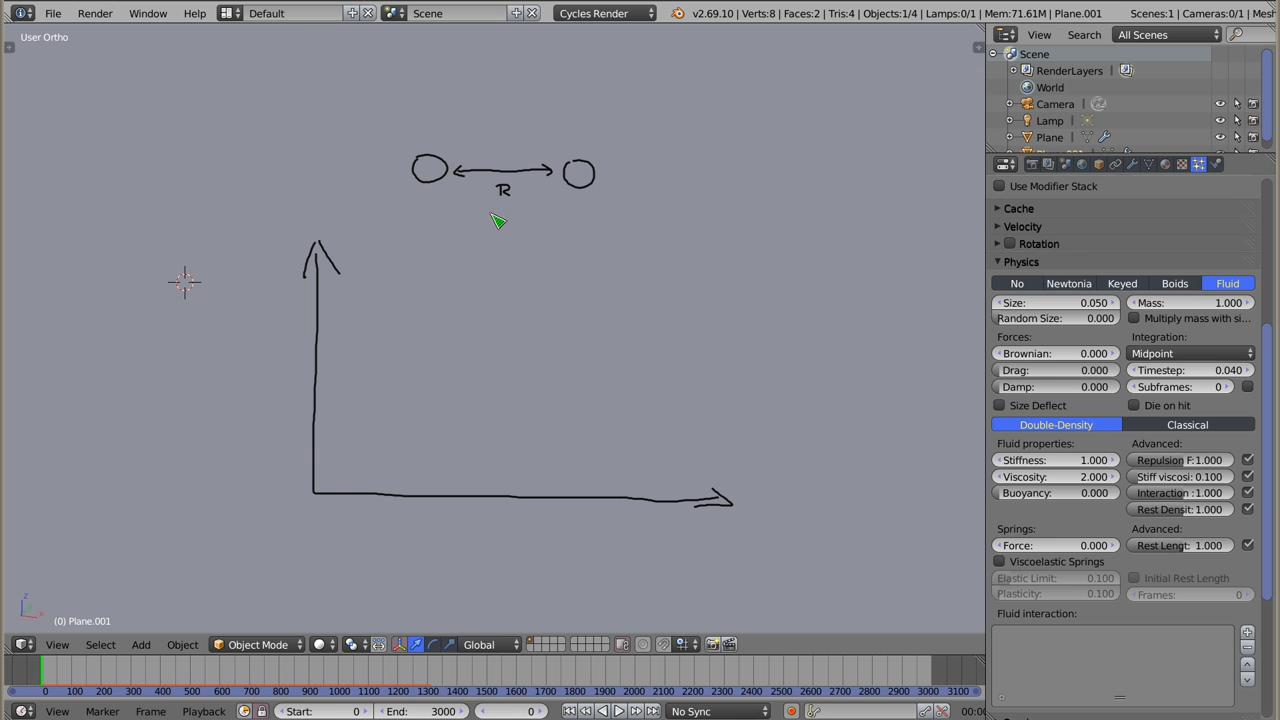 File Render Window Help Default Scene Cycles Render v2.69.10 | Verts:8 | Faces:2 | Tris:4 | Objects:1/4 | Lamps:0/1 | Mem:71.61M | Plane.001 Scenes:1 | Cameras:0/1 | Mesh
User Ortho
View Search All Scenes
Scene
RenderLayers
World
Camera
Lamp
Plane
R
Use Modifier Stack
Cache
Velocity
Rotation
Physics
No Newtonia Keyed Boids Fluid
Size: 0.050 Mass: 1.000
Random Size: 0.000 Multiply mass with si...
Forces: Integration:
Brownian: 0.000 Midpoint
Drag: 0.000 Timestep: 0.040
Damp: 0.000 Subframes: 0
Size Deflect Die on hit
Double-Density Classical
Fluid properties: Advanced:
Stiffness: 1.000 Repulsion F: 1.000
Viscosity: 2.000 Stiff viscosi: 0.100
Buoyancy: 0.000 Interaction : 1.000
Rest Densit: 1.000
Springs: Advanced:
Force: 0.000 Rest Lengt: 1.000
Viscoelastic Springs
Elastic Limit: 0.100 Initial Rest Length
Plasticity: 0.100 Frames: 0
Fluid interaction:
z
x
(0) Plane.001
View Select Add Object Object Mode Global
0 100 200 300 400 500 600 700 800 900 1000 1100 1200 1300 1400 1500 1600 1700 1800 1900 2000 2100 2200 2300 2400 2500 2600 2700 2800 2900 3000 3100
View Marker Frame Playback Start: 0 End: 3000 0 No Sync 00:0